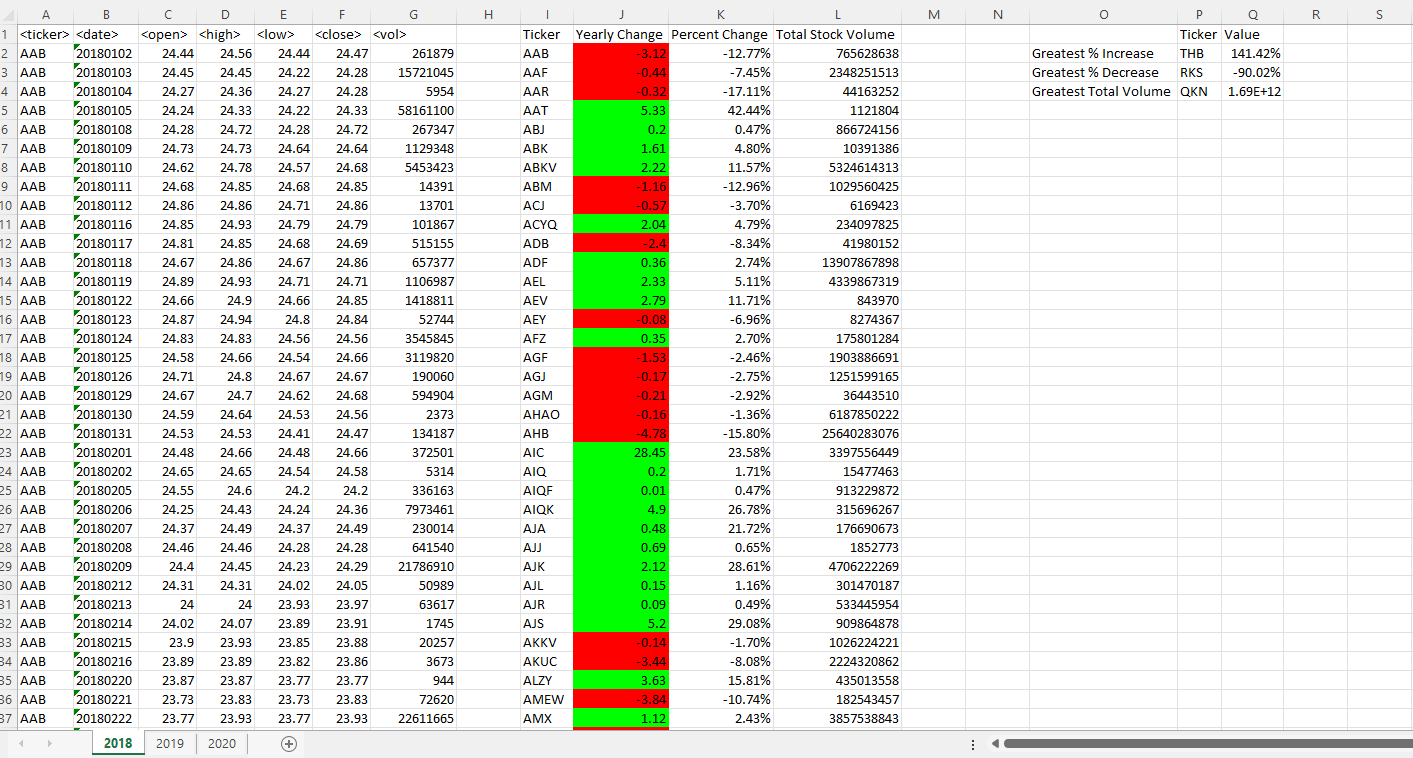 A B C D E F G H I J K L M N O P Q R S
1 <ticker> <date> <open> <high> <low> <close> <vol> Ticker Yearly Change Percent Change Total Stock Volume Ticker Value
2 AAB 20180102 24.44 24.56 24.44 24.47 261879 AAB -3.12 -12.77% 765628638 Greatest % Increase THB 141.42%
3 AAB 20180103 24.45 24.45 24.22 24.28 15721045 AAF -0.44 -7.45% 2348251513 Greatest % Decrease RKS -90.02%
4 AAB 20180104 24.27 24.36 24.27 24.28 5954 AAR -0.32 -17.11% 44163252 Greatest Total Volume QKN 1.69E+12
5 AAB 20180105 24.24 24.33 24.22 24.33 58161100 AAT 5.33 42.44% 1121804
6 AAB 20180108 24.28 24.72 24.28 24.72 267347 ABJ 0.2 0.47% 866724156
7 AAB 20180109 24.73 24.73 24.64 24.64 1129348 ABK 1.61 4.80% 10391386
8 AAB 20180110 24.62 24.78 24.57 24.68 5453423 ABKV 2.22 11.57% 5324614313
9 AAB 20180111 24.68 24.85 24.68 24.85 14391 ABM -1.16 -12.96% 1029560425
10 AAB 20180112 24.86 24.86 24.71 24.86 13701 ACJ -0.57 -3.70% 6169423
11 AAB 20180116 24.85 24.93 24.79 24.79 101867 ACYQ 2.04 4.79% 234097825
12 AAB 20180117 24.81 24.85 24.68 24.69 515155 ADB -2.4 -8.34% 41980152
13 AAB 20180118 24.67 24.86 24.67 24.86 657377 ADF 0.36 2.74% 13907867898
14 AAB 20180119 24.89 24.93 24.71 24.71 1106987 AEL 2.33 5.11% 4339867319
15 AAB 20180122 24.66 24.9 24.66 24.85 1418811 AEV 2.79 11.71% 843970
16 AAB 20180123 24.87 24.94 24.8 24.84 52744 AEY -0.08 -6.96% 8274367
17 AAB 20180124 24.83 24.83 24.56 24.56 3545845 AFZ 0.35 2.70% 175801284
18 AAB 20180125 24.58 24.66 24.54 24.66 3119820 AGF -1.53 -2.46% 1903886691
19 AAB 20180126 24.71 24.8 24.67 24.67 190060 AGJ -0.17 -2.75% 1251599165
20 AAB 20180129 24.67 24.7 24.62 24.68 594904 AGM -0.21 -2.92% 36443510
21 AAB 20180130 24.59 24.64 24.53 24.56 2373 AHAO -0.16 -1.36% 6187850222
22 AAB 20180131 24.53 24.53 24.41 24.47 134187 AHB -4.78 -15.80% 25640283076
23 AAB 20180201 24.48 24.66 24.48 24.66 372501 AIC 28.45 23.58% 3397556449
24 AAB 20180202 24.65 24.65 24.54 24.58 5314 AIQ 0.2 1.71% 15477463
25 AAB 20180205 24.55 24.6 24.2 24.2 336163 AIQF 0.01 0.47% 913229872
26 AAB 20180206 24.25 24.43 24.24 24.36 7973461 AIQK 4.9 26.78% 315696267
27 AAB 20180207 24.37 24.49 24.37 24.49 230014 AJA 0.48 21.72% 176690673
28 AAB 20180208 24.46 24.46 24.28 24.28 641540 AJJ 0.69 0.65% 1852773
29 AAB 20180209 24.4 24.45 24.23 24.29 21786910 AJK 2.12 28.61% 4706222269
30 AAB 20180212 24.31 24.31 24.02 24.05 50989 AJL 0.15 1.16% 301470187
31 AAB 20180213 24 24 23.93 23.97 63617 AJR 0.09 0.49% 533445954
32 AAB 20180214 24.02 24.07 23.89 23.91 1745 AJS 5.2 29.08% 909864878
33 AAB 20180215 23.9 23.93 23.85 23.88 20257 AKKV -0.14 -1.70% 1026224221
34 AAB 20180216 23.89 23.89 23.82 23.86 3673 AKUC -3.44 -8.08% 2224320862
35 AAB 20180220 23.87 23.87 23.77 23.77 944 ALZY 3.63 15.81% 435013558
36 AAB 20180221 23.73 23.83 23.73 23.83 72620 AMEW -3.84 -10.74% 182543457
37 AAB 20180222 23.77 23.93 23.77 23.93 22611665 AMX 1.12 2.43% 3857538843
2018 2019 2020